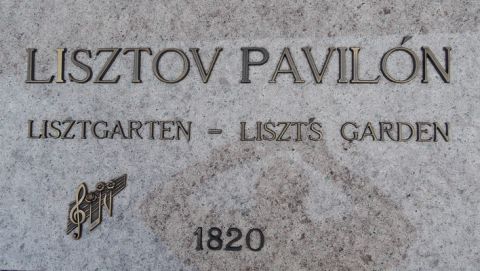 LISZTOV PAVILÓN
LISZTGARTEN – LISZT'S GARDEN
1820